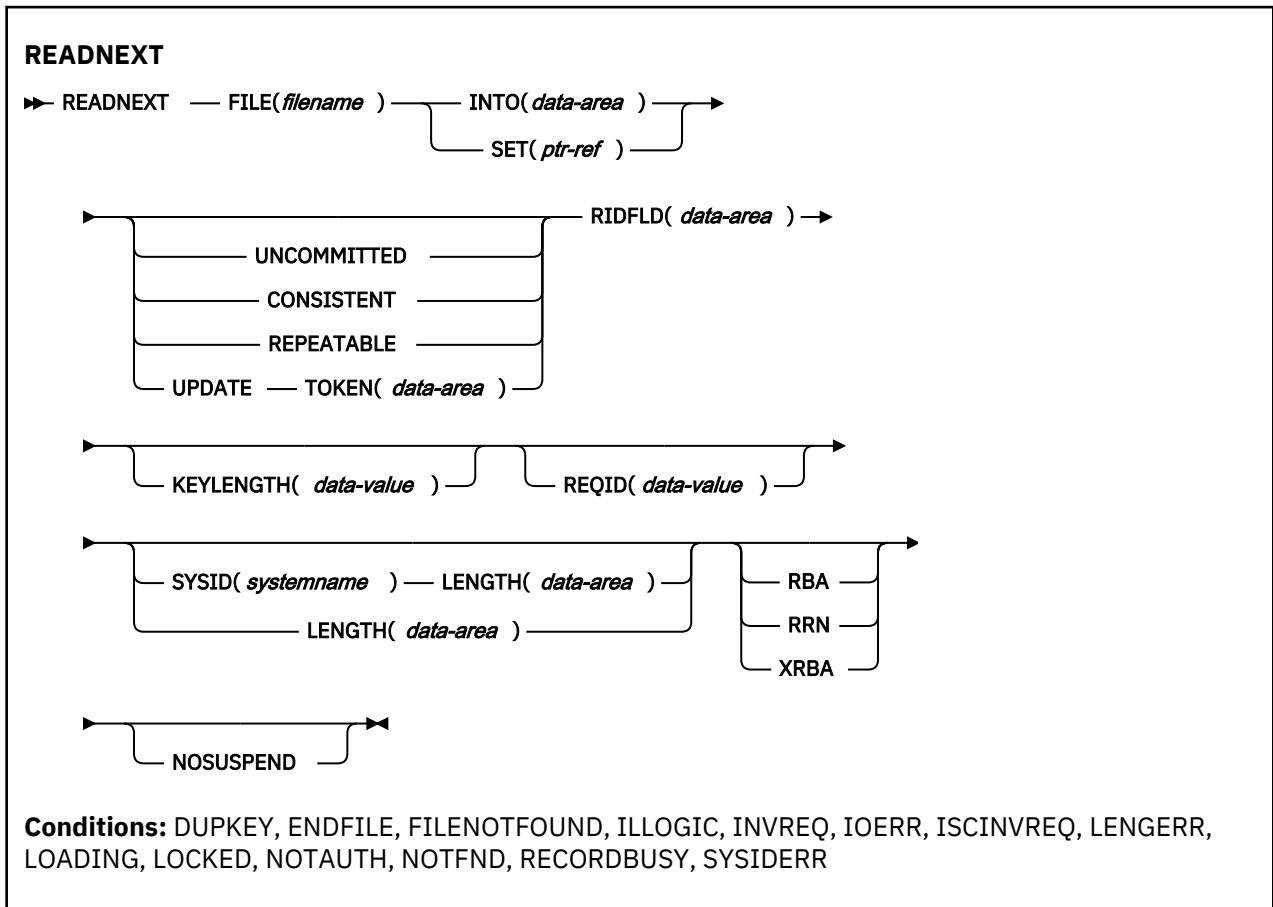 READNEXT
READNEXT FILE(filename ) INTO(data-area )
SET( ptr-ref )
RIDFLD( data-area )
UNCOMMITTED
CONSISTENT
REPEATABLE
UPDATE TOKEN( data-area )
KEYLENGTH( data-value ) REQID( data-value )
SYSID( systemname ) LENGTH( data-area ) RBA
LENGTH( data-area ) RRN
XRBA
NOSUSPEND
Conditions: DUPKEY, ENDFILE, FILENOTFOUND, ILLOGIC, INVREQ, IOERR, ISCINVREQ, LENGERR,
LOADING, LOCKED, NOTAUTH, NOTFND, RECORDBUSY, SYSIDERR